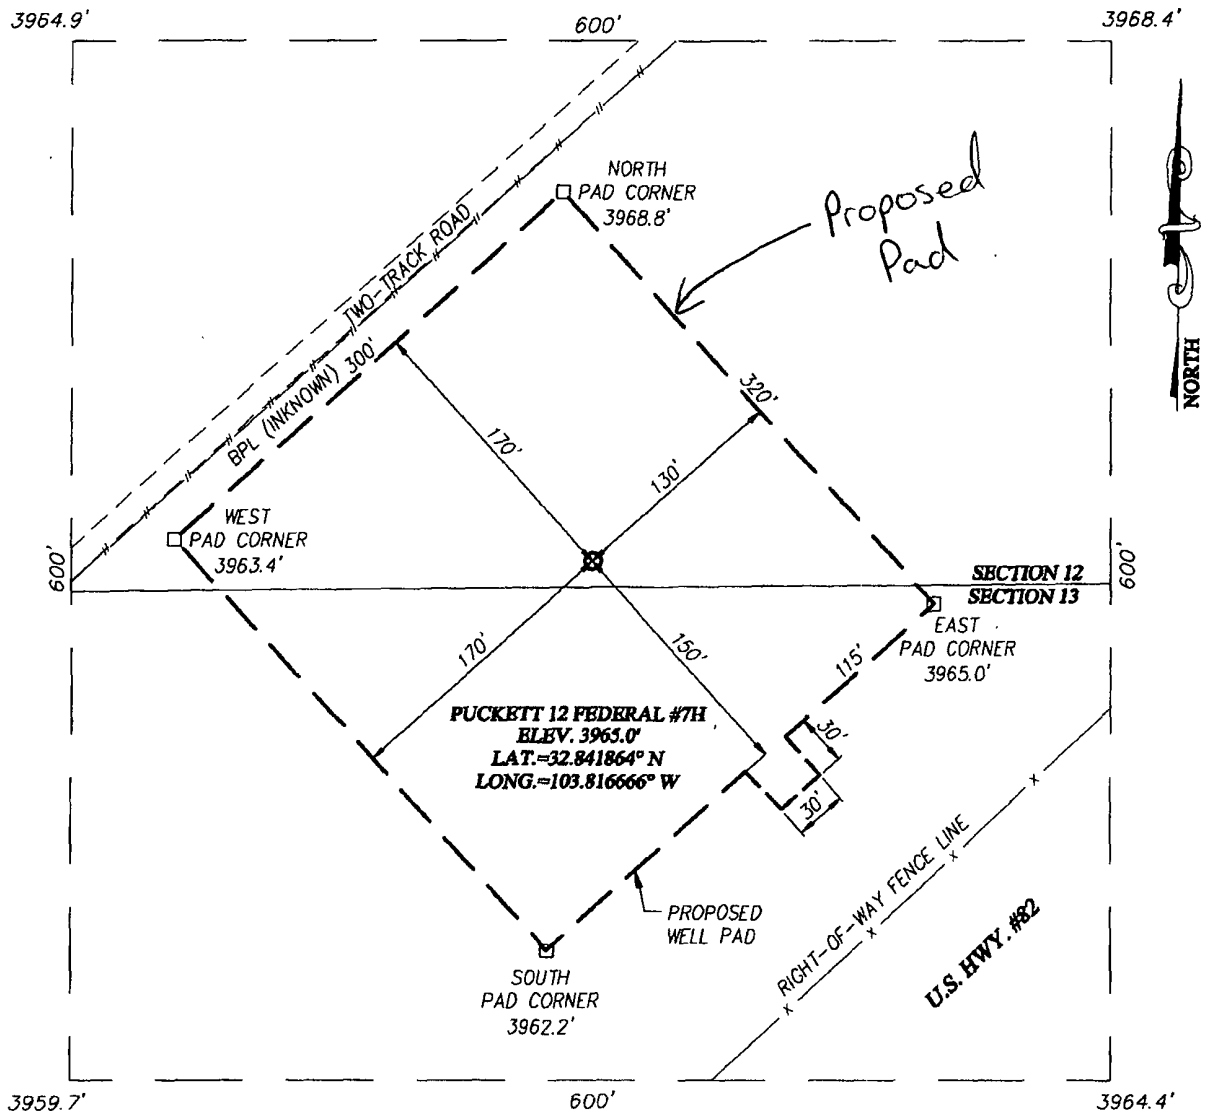 3964.9'
600'
3968.4'
NORTH
PAD CORNER
3968.8'
Proposed
Pad
NORTH
TWO-TRACK ROAD
BPL (INKNOWN) 300'
320'
170'
130'
WEST
PAD CORNER
3963.4'
600'
600'
SECTION 12
SECTION 13
EAST
PAD CORNER
3965.0'
170'
150'
115'
PUCKETT 12 FEDERAL #7H
ELEV. 3965.0'
LAT.=32.841864° N
LONG.=103.816666° W
30'
30'
PROPOSED
WELL PAD
RIGHT-OF-WAY FENCE LINE
U.S. HWY. #82
SOUTH
PAD CORNER
3962.2'
3959.7'
600'
3964.4'